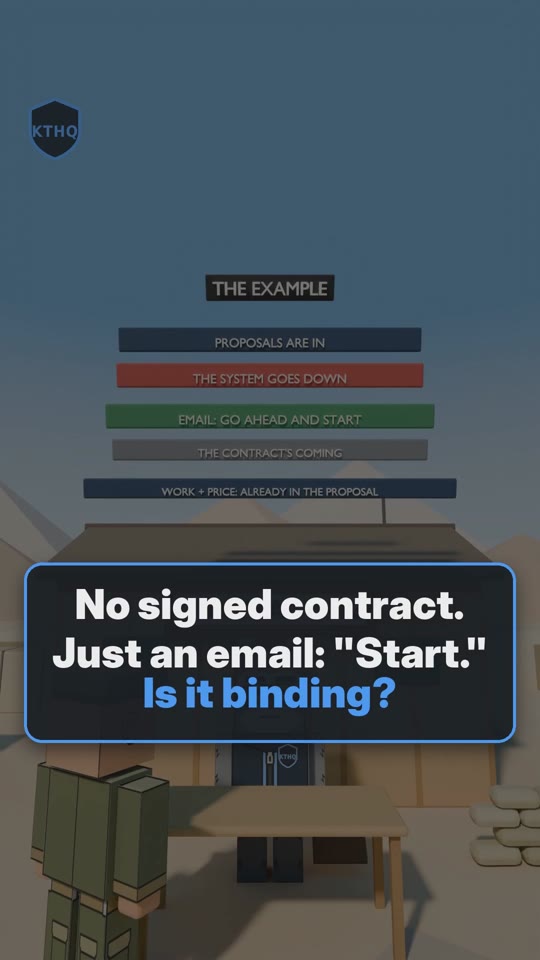 KTHQ
THE EXAMPLE
PROPOSALS ARE IN
THE SYSTEM GOES DOWN
EMAIL: GO AHEAD AND START
THE CONTRACT'S COMING
WORK + PRICE: ALREADY IN THE PROPOSAL
No signed contract.
Just an email: "Start."
Is it binding?
KTHQ